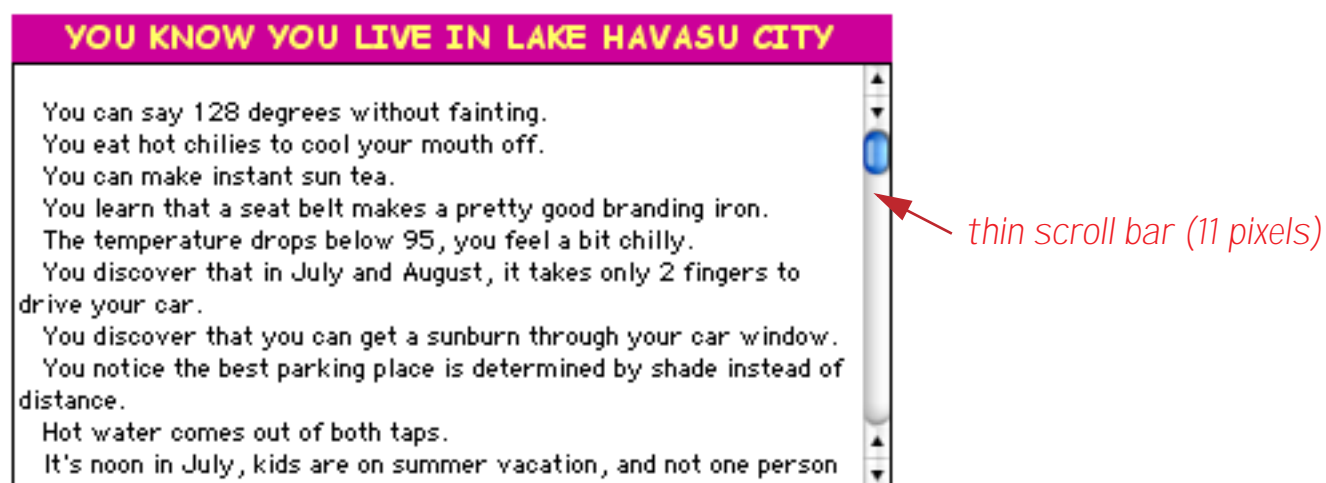 YOU KNOW YOU LIVE IN LAKE HAVASU CITY
You can say 128 degrees without fainting.
You eat hot chilies to cool your mouth off.
You can make instant sun tea.
You learn that a seat belt makes a pretty good branding iron.
The temperature drops below 95, you feel a bit chilly.
You discover that in July and August, it takes only 2 fingers to
drive your car.
You discover that you can get a sunburn through your car window.
You notice the best parking place is determined by shade instead of
distance.
Hot water comes out of both taps.
It's noon in July, kids are on summer vacation, and not one person
thin scroll bar (11 pixels)